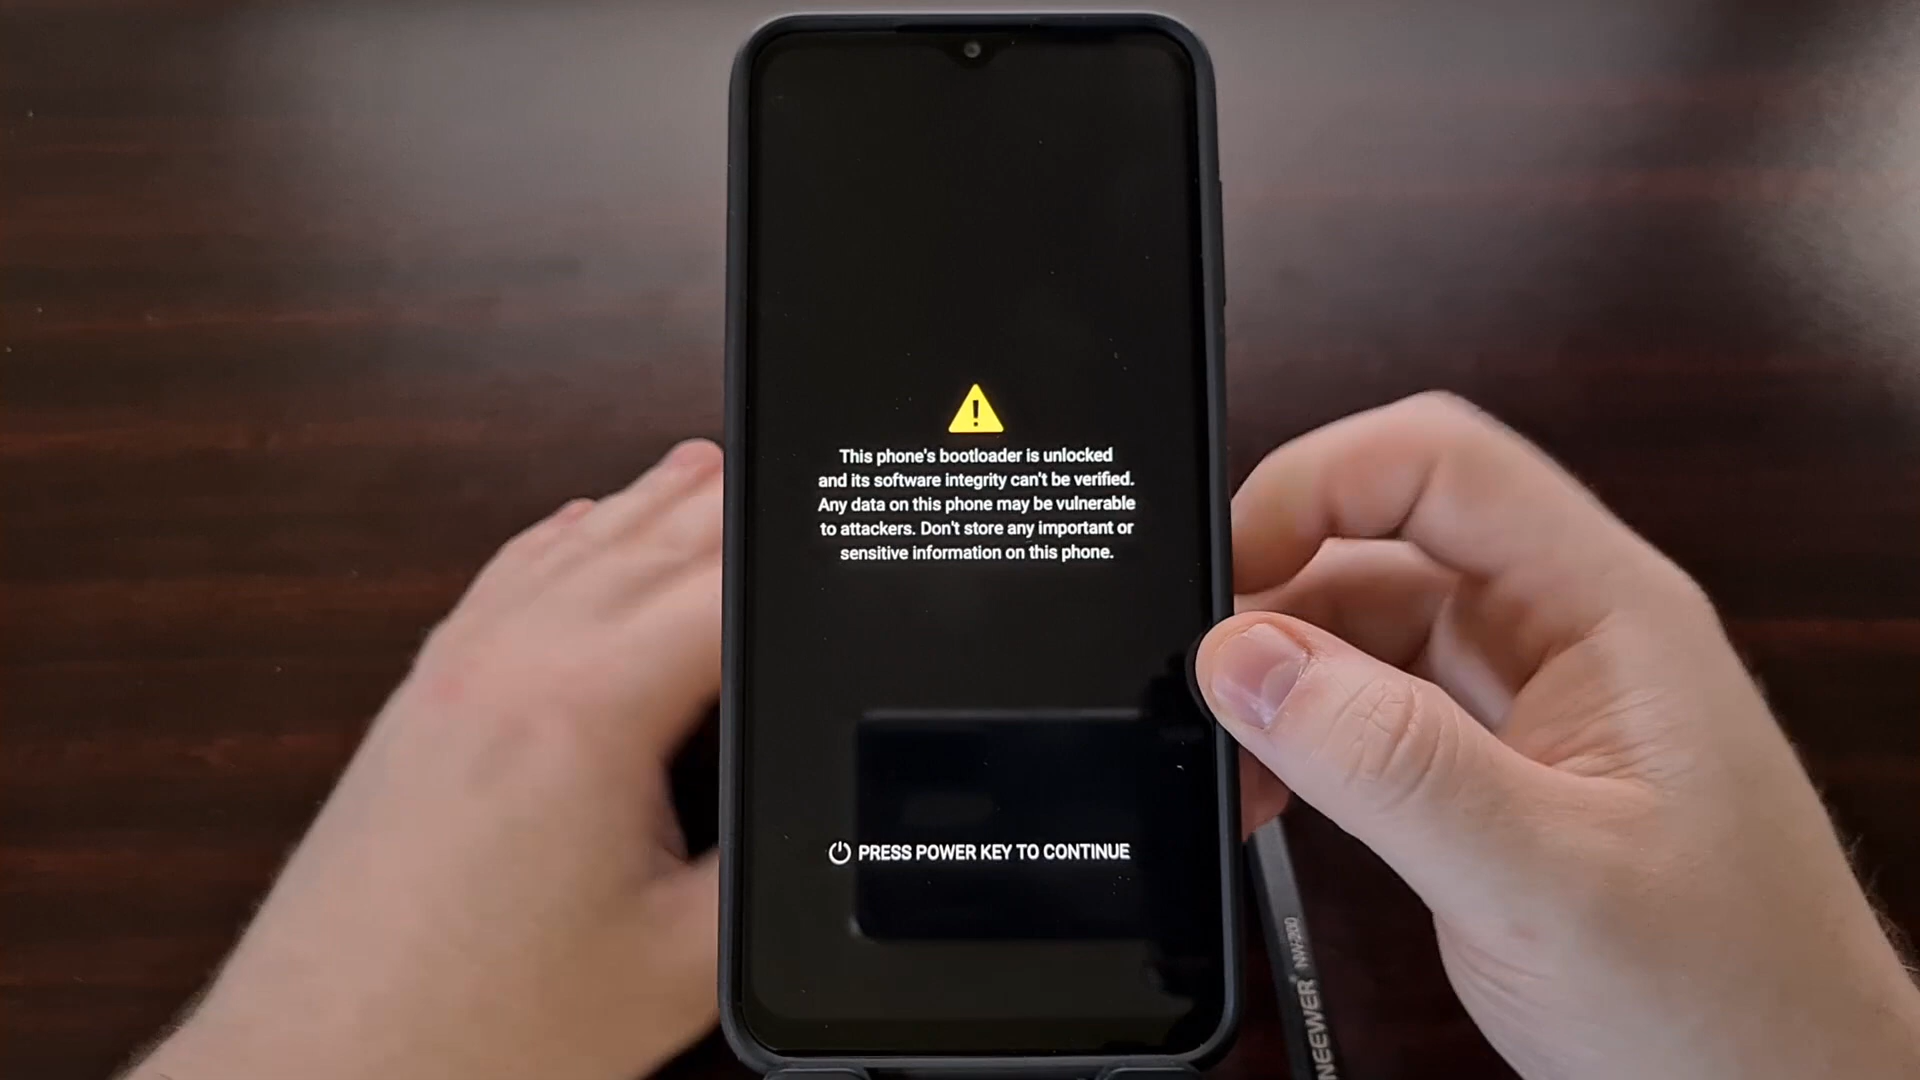 This phone's bootloader is unlocked
and its software integrity can't be verified.
Any data on this phone may be vulnerable
to attackers. Don't store any important or
sensitive information on this phone.
PRESS POWER KEY TO CONTINUE
NEEWER NW-200